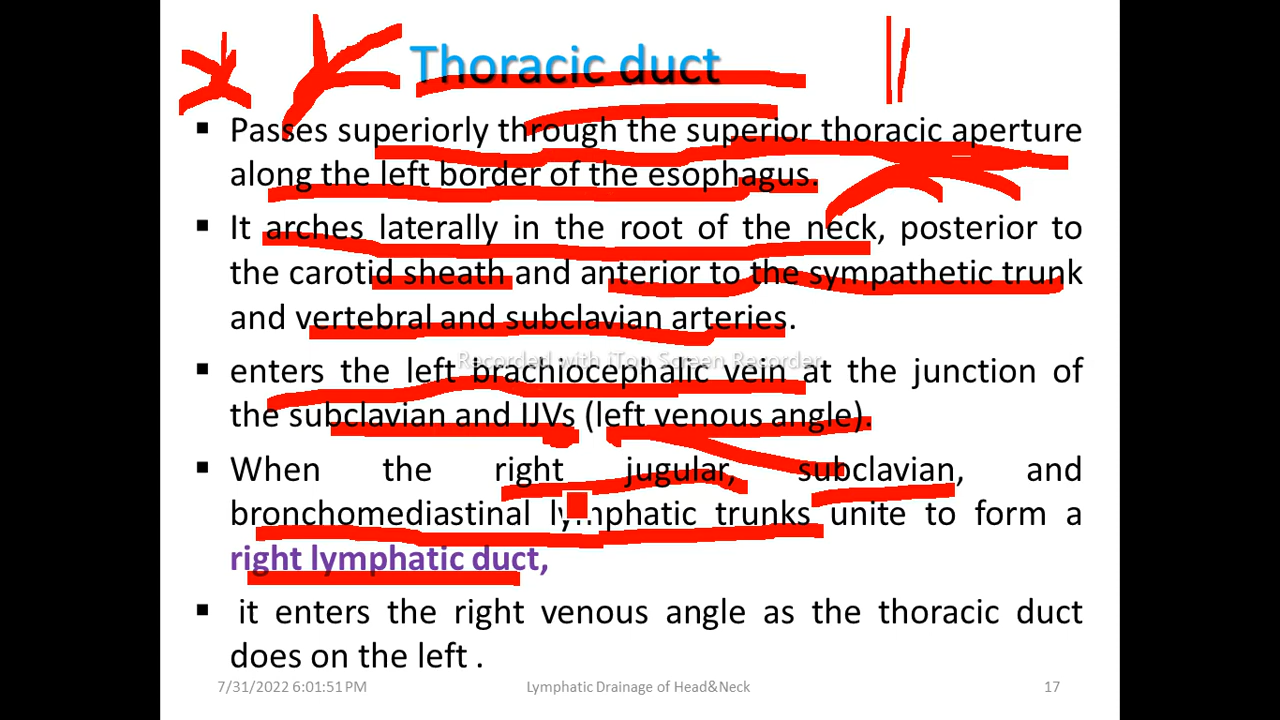 Thoracic duct
▪ Passes superiorly through the superior thoracic aperture
along the left border of the esophagus.
▪ It arches laterally in the root of the neck, posterior to
the carotid sheath and anterior to the sympathetic trunk
and vertebral and subclavian arteries.
Recorded with iTop Screen Recorder
▪ enters the left brachiocephalic vein at the junction of
the subclavian and IJVs (left venous angle).
▪ When the right jugular, subclavian, and
bronchomediastinal lymphatic trunks unite to form a
right lymphatic duct,
▪ it enters the right venous angle as the thoracic duct
does on the left .
7/31/2022 6:01:51 PM Lymphatic Drainage of Head&Neck 17